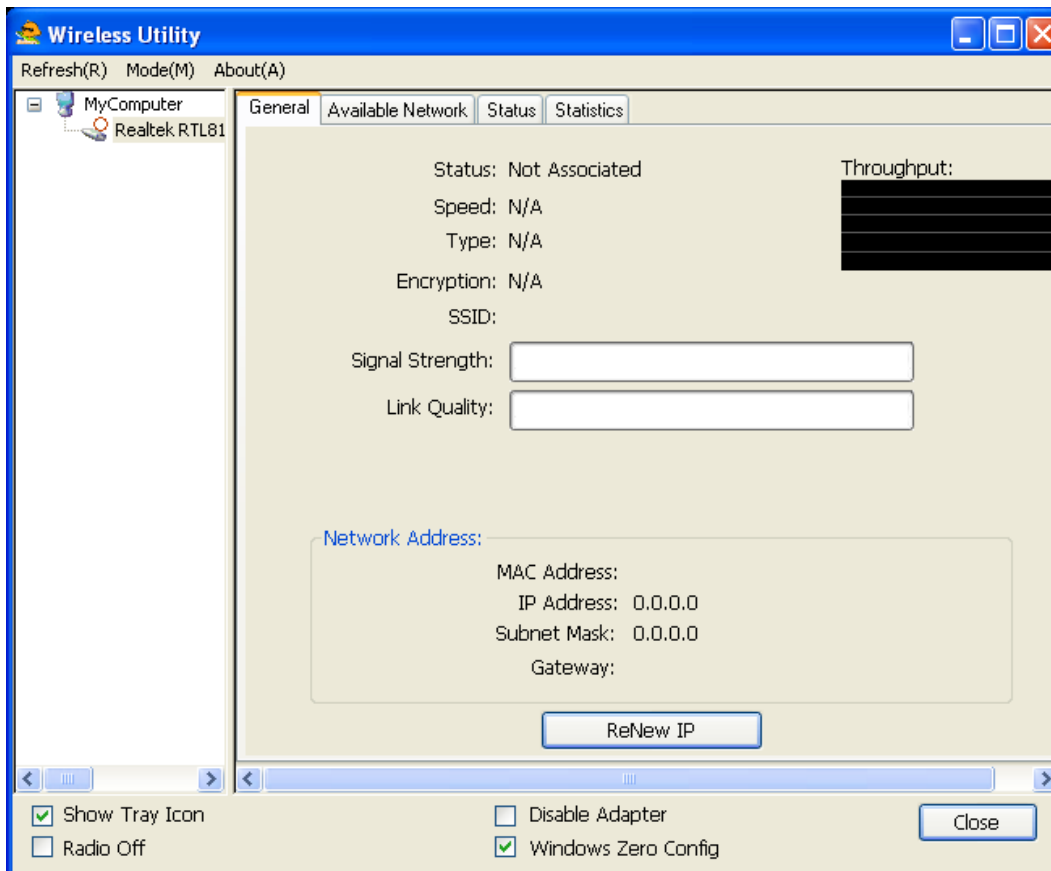 Wireless Utility
Refresh(R) Mode(M) About(A)
MyComputer
Realtek RTL81
General Available Network Status Statistics
Status: Not Associated
Throughput:
Speed: N/A
Type: N/A
Encryption: N/A
SSID:
Signal Strength:
Link Quality:
Network Address:
MAC Address:
IP Address: 0.0.0.0
Subnet Mask: 0.0.0.0
Gateway:
ReNew IP
Show Tray Icon
Disable Adapter
Close
Radio Off
Windows Zero Config